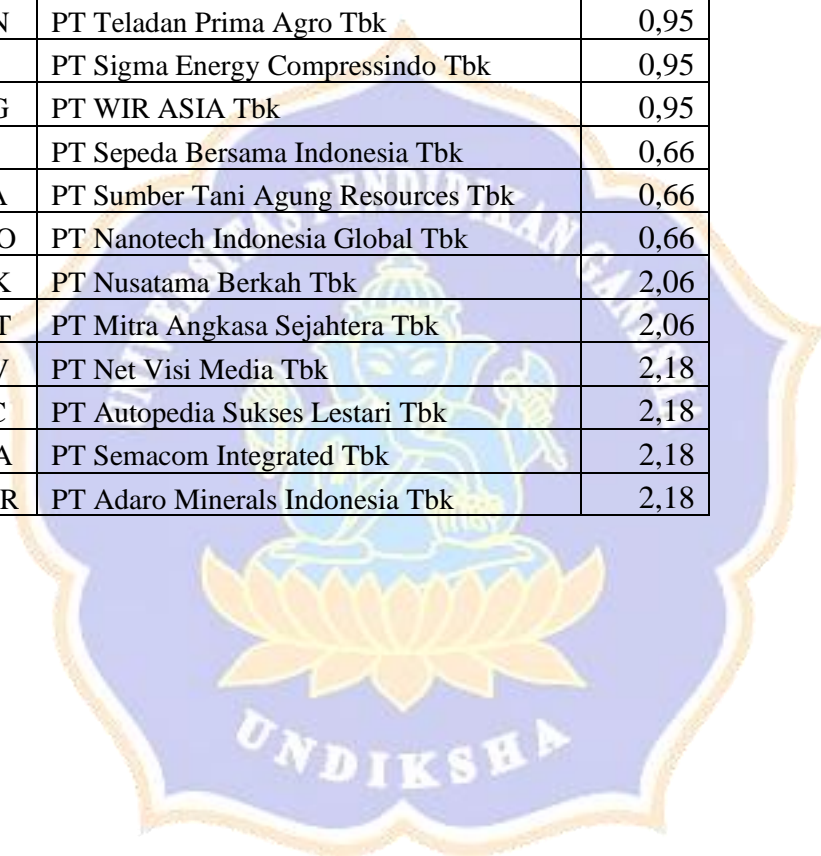 N PT Teladan Prima Agro Tbk 0,95
PT Sigma Energy Compressindo Tbk 0,95
G PT WIR ASIA Tbk 0,95
PT Sepeda Bersama Indonesia Tbk 0,66
A PT Sumber Tani Agung Resources Tbk 0,66
O PT Nanotech Indonesia Global Tbk 0,66
K PT Nusatama Berkah Tbk 2,06
T PT Mitra Angkasa Sejahtera Tbk 2,06
V PT Net Visi Media Tbk 2,18
C PT Autopedia Sukses Lestari Tbk 2,18
A PT Semacom Integrated Tbk 2,18
R PT Adaro Minerals Indonesia Tbk 2,18
UNIVERSITAS PENDIDIKAN GANESHA
UNDIKSHA